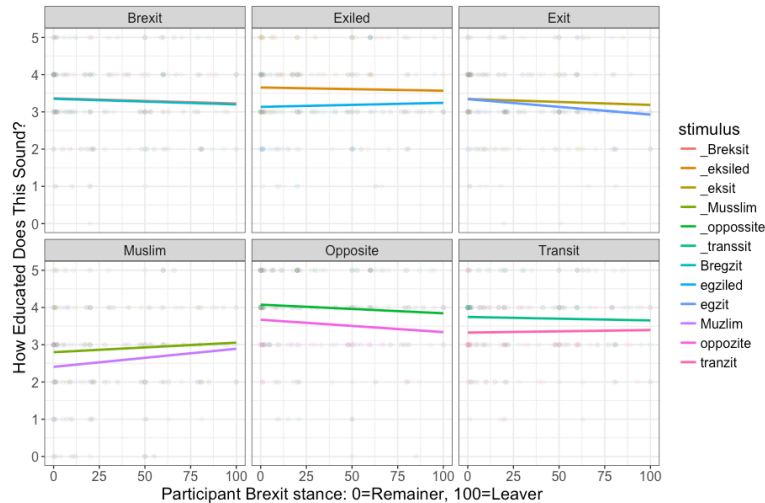 Brexit
Exiled
Exit
5
4
3
2
1
0
Muslim
Opposite
Transit
5
4
3
2
1
0
0 25 50 75 100
0 25 50 75 100
0 25 50 75 100
How Educated Does This Sound?
Participant Brexit stance: 0=Remainer, 100=Leaver
stimulus
_Breksit
_eksiled
_eksit
_Musslim
_oppossite
_transsit
Bregzit
egziled
egzit
Muzlim
oppozite
tranzit